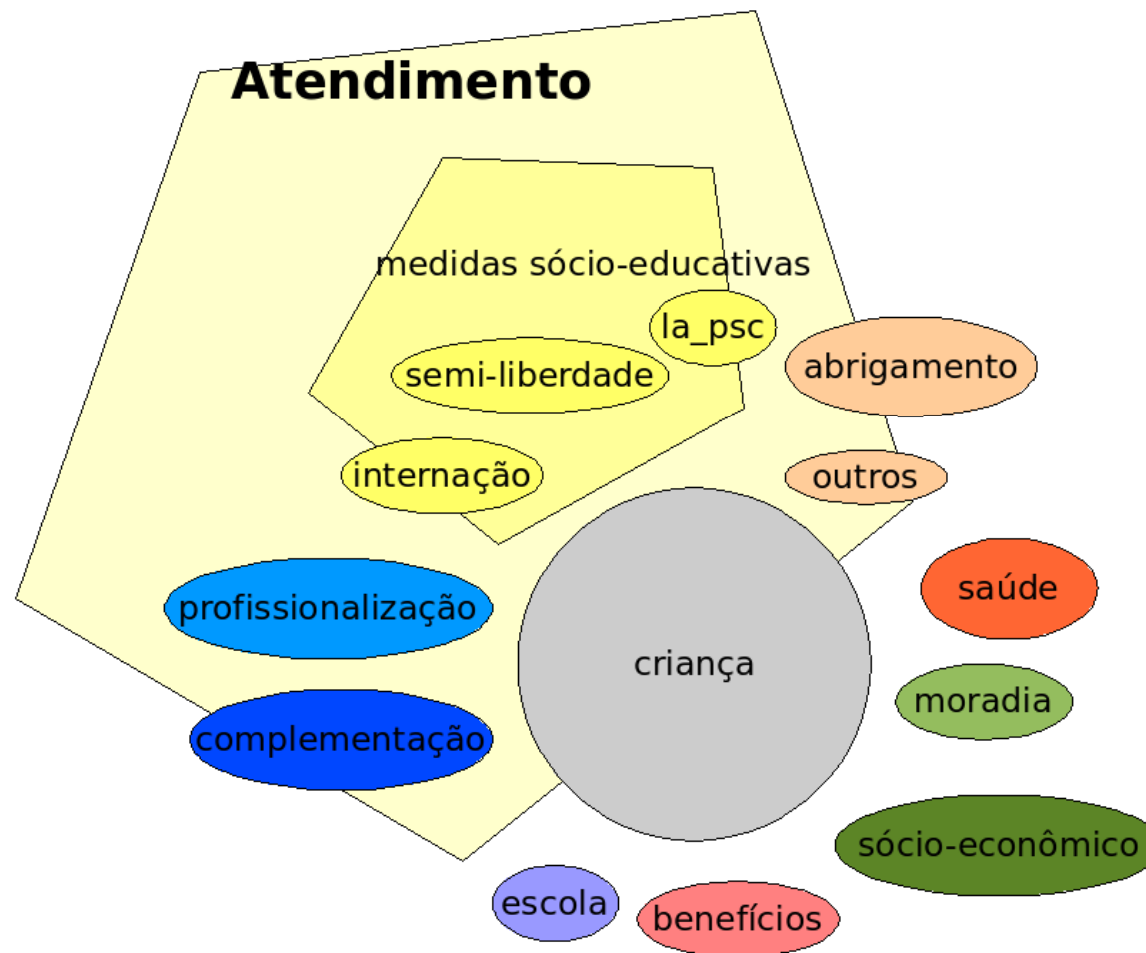 Atendimento
medidas sócio-educativas
la_psc
semi-liberdade
abrigamento
internação
outros
profissionalização
saúde
criança
moradia
complementação
sócio-econômico
escola
benefícios